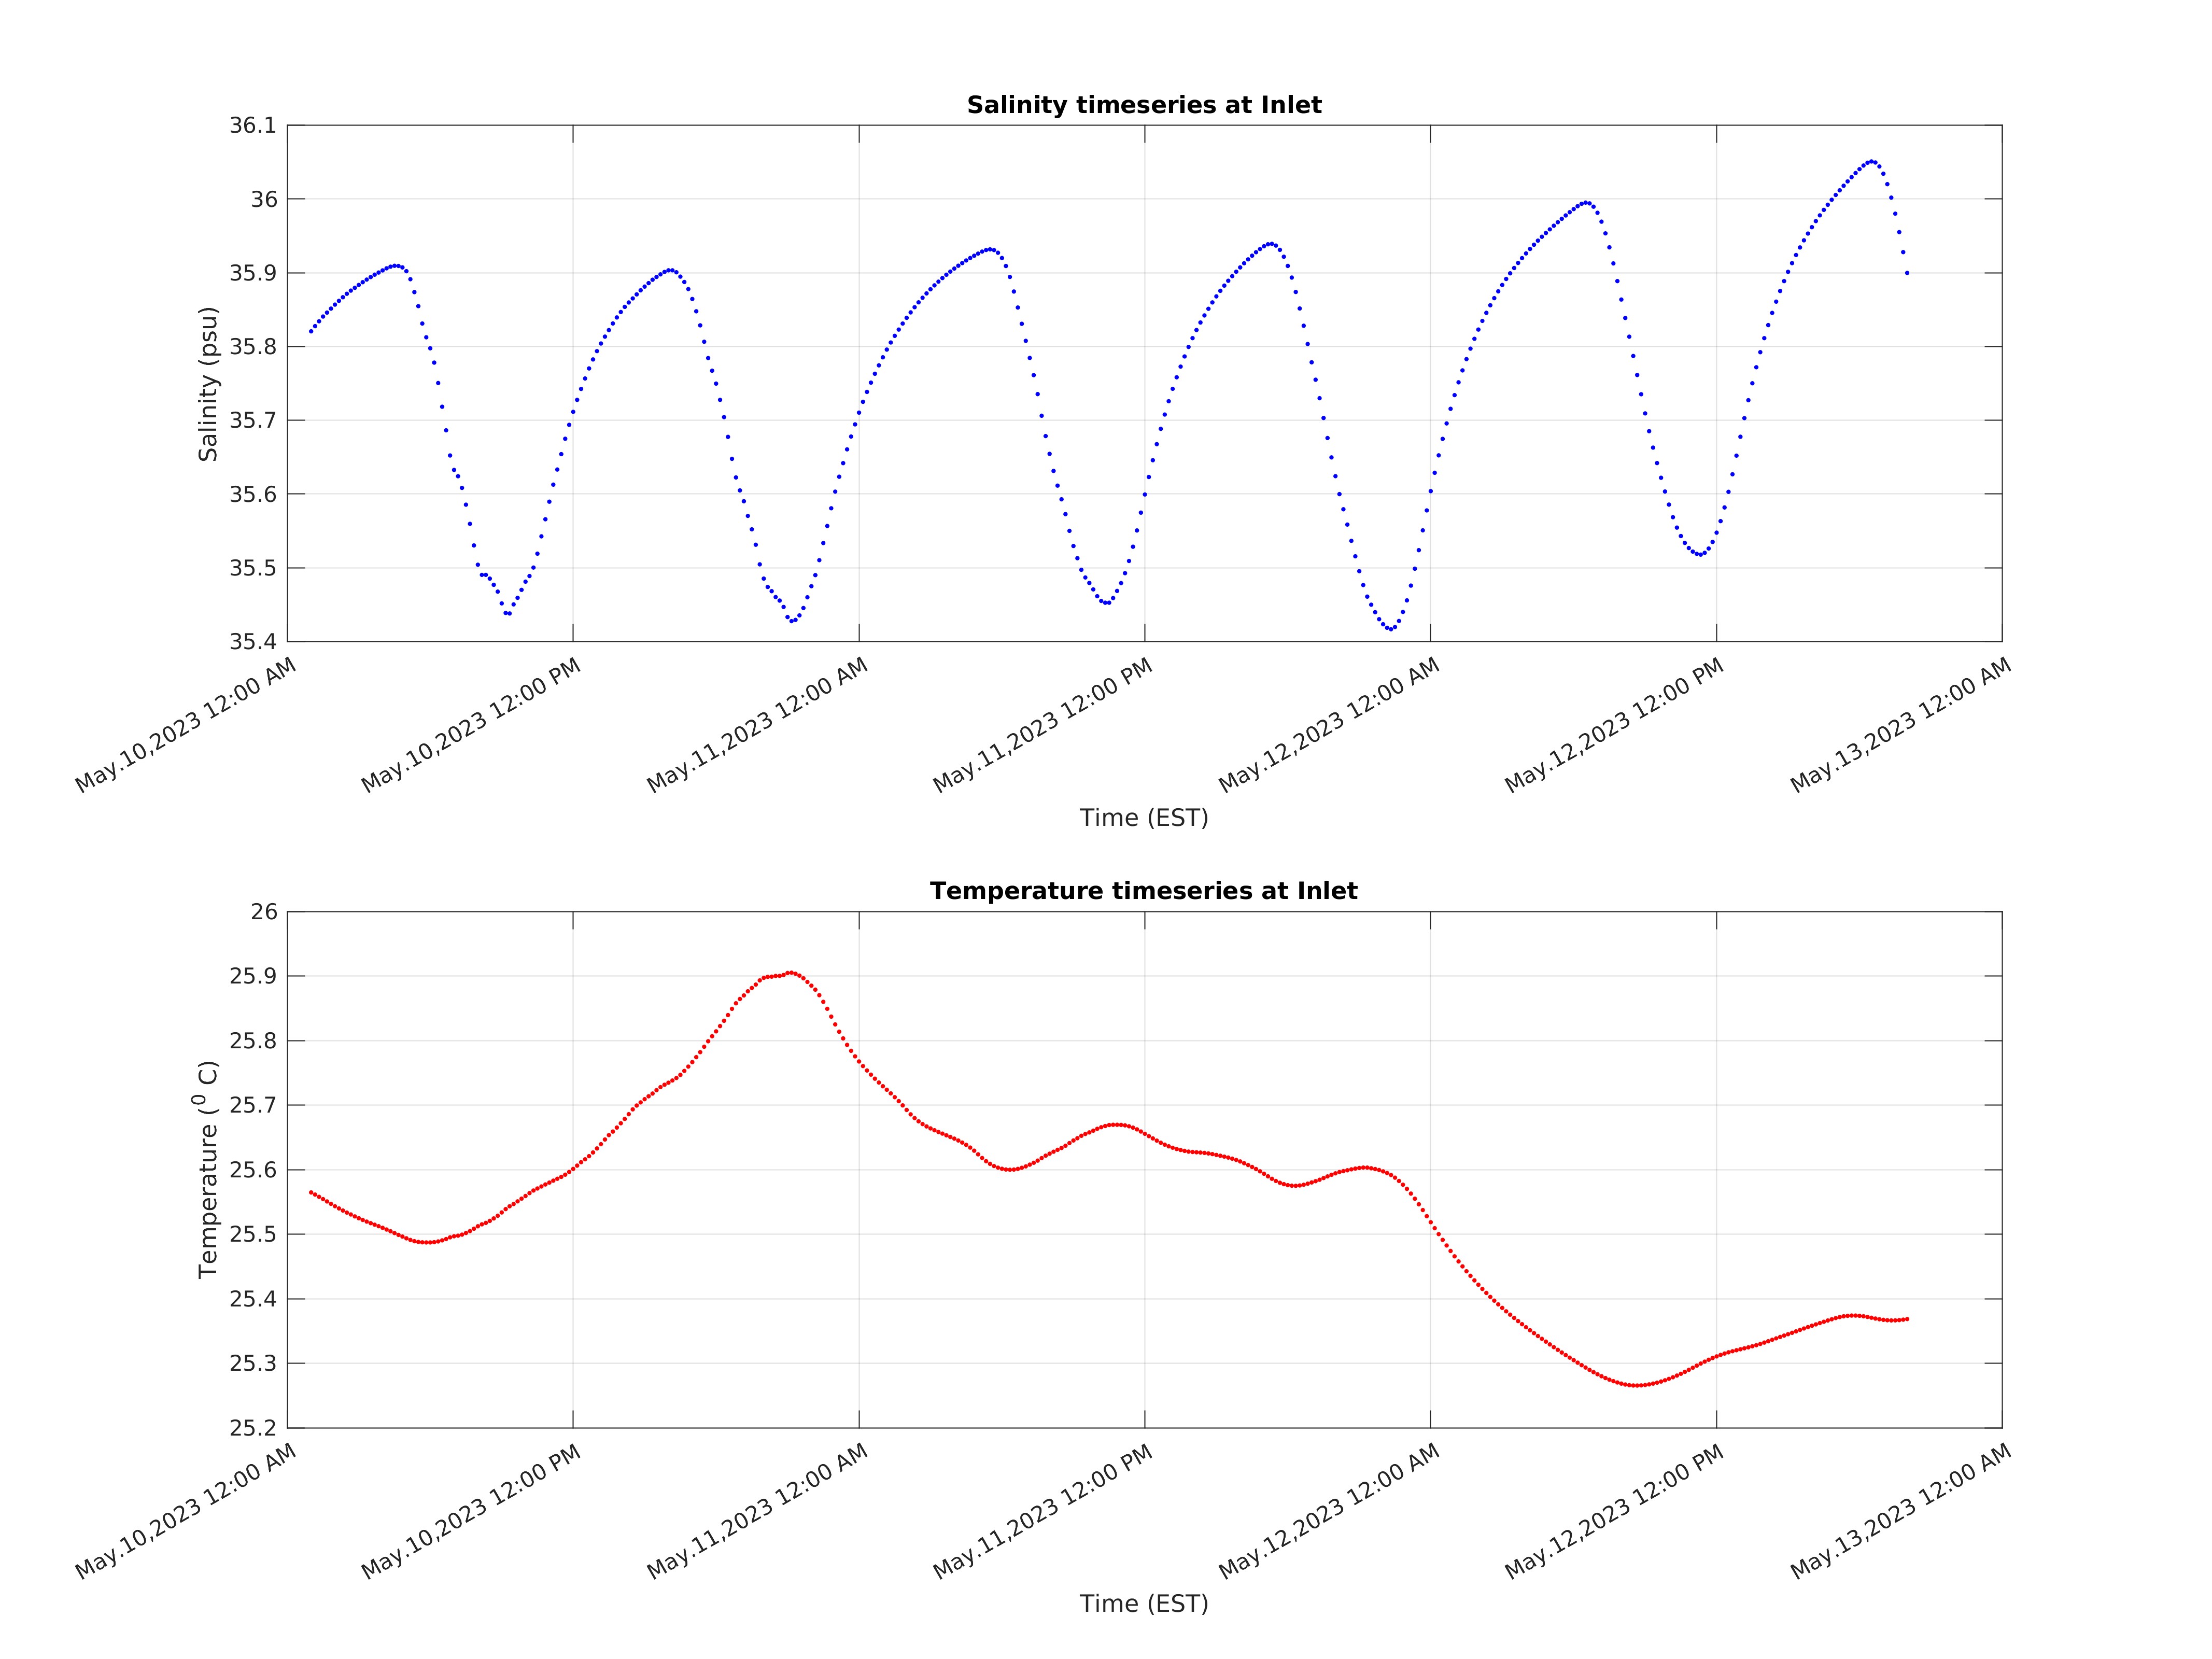 Salinity timeseries at Inlet
Salinity (psu)
36.1
36
35.9
35.8
35.7
35.6
35.5
35.4
May.10,2023 12:00 AM
May.10,2023 12:00 PM
May.11,2023 12:00 AM
May.11,2023 12:00 PM
May.12,2023 12:00 AM
May.12,2023 12:00 PM
May.13,2023 12:00 AM
Time (EST)
Temperature timeseries at Inlet
Temperature (⁰ C)
26
25.9
25.8
25.7
25.6
25.5
25.4
25.3
25.2
May.10,2023 12:00 AM
May.10,2023 12:00 PM
May.11,2023 12:00 AM
May.11,2023 12:00 PM
May.12,2023 12:00 AM
May.12,2023 12:00 PM
May.13,2023 12:00 AM
Time (EST)